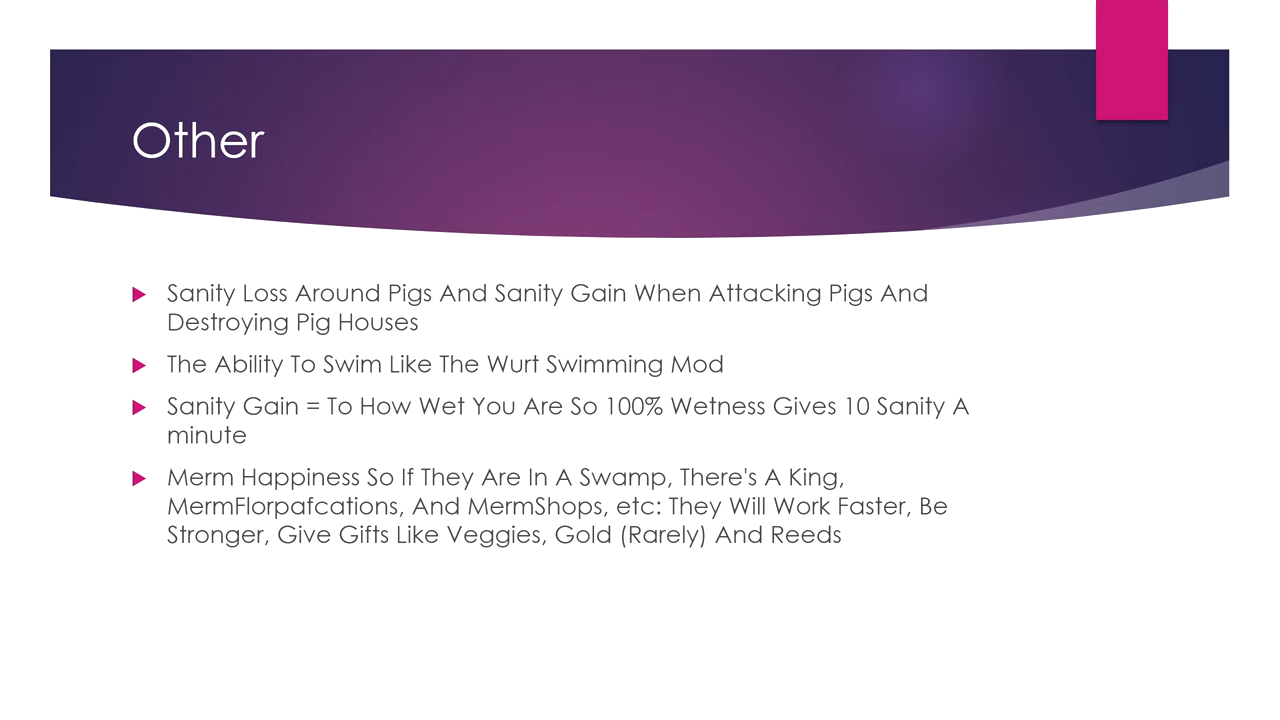 Other
Sanity Loss Around Pigs And Sanity Gain When Attacking Pigs And
Destroying Pig Houses
The Ability To Swim Like The Wurt Swimming Mod
Sanity Gain = To How Wet You Are So 100% Wetness Gives 10 Sanity A
minute
Merm Happiness So If They Are In A Swamp, There's A King,
MermFlorpafcations, And MermShops, etc: They Will Work Faster, Be
Stronger, Give Gifts Like Veggies, Gold (Rarely) And Reeds